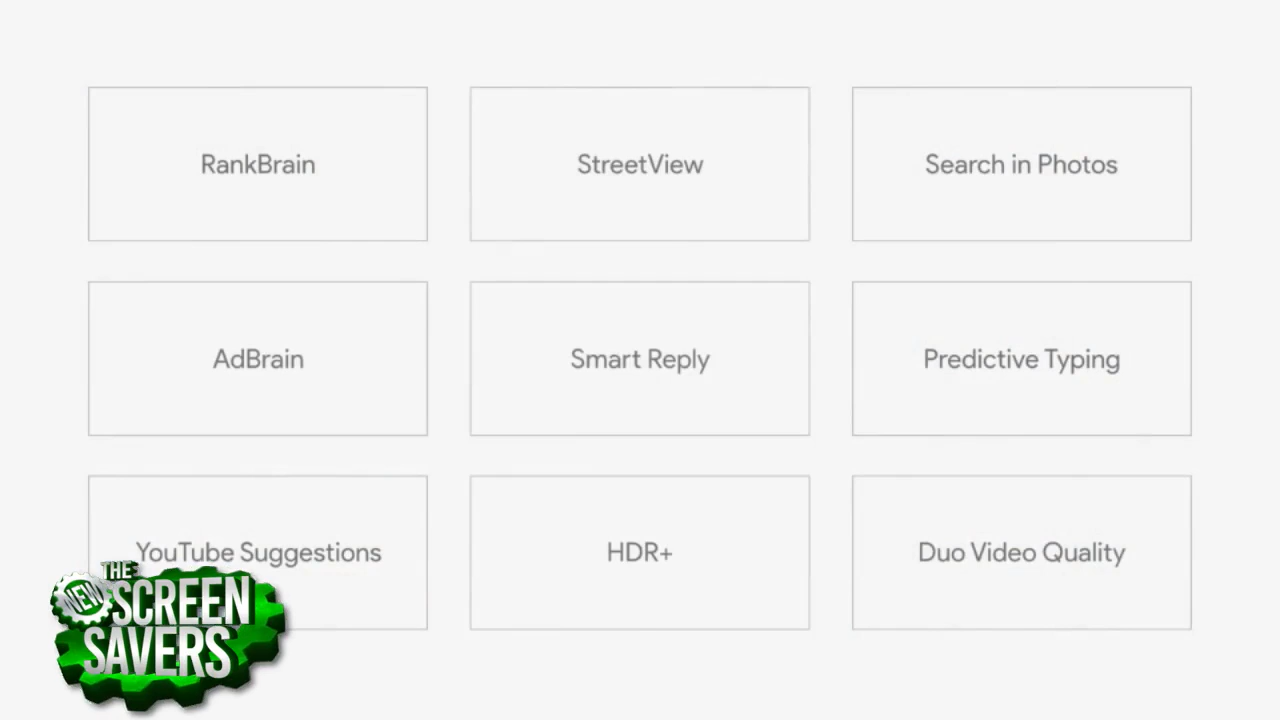 RankBrain
StreetView
Search in Photos
AdBrain
Smart Reply
Predictive Typing
YouTube Suggestions
HDR+
Duo Video Quality
THE
NEW
SCREEN
SAVERS